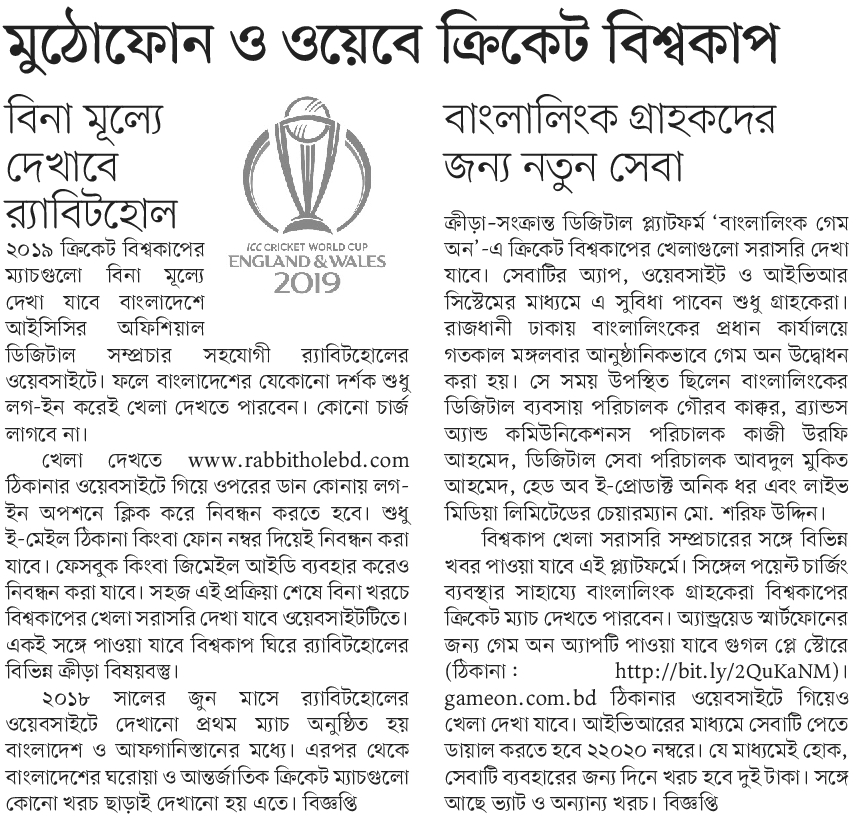 মুঠোফোন ও ওয়েবে ক্রিকেট বিশ্বকাপ
বিনা মূল্যে
দেখাবে
র‍্যাবিটহোল
ICC CRICKET WORLD CUP
ENGLAND & WALES
2019
২০১৯ ক্রিকেট বিশ্বকাপের
ম্যাচগুলো বিনা মূল্যে
দেখা যাবে বাংলাদেশে
আইসিসির অফিশিয়াল
ডিজিটাল সম্প্রচার সহযোগী র‍্যাবিটহোলের
ওয়েবসাইটে। ফলে বাংলাদেশের যেকোনো দর্শক শুধু
লগ-ইন করেই খেলা দেখতে পারবেন। কোনো চার্জ
লাগবে না।
খেলা দেখতে www.rabbitholebd.com
ঠিকানার ওয়েবসাইটে গিয়ে ওপরের ডান কোনায় লগ-
ইন অপশনে ক্লিক করে নিবন্ধন করতে হবে। শুধু
ই-মেইল ঠিকানা কিংবা ফোন নম্বর দিয়েই নিবন্ধন করা
যাবে। ফেসবুক কিংবা জিমেইল আইডি ব্যবহার করেও
নিবন্ধন করা যাবে। সহজ এই প্রক্রিয়া শেষে বিনা খরচে
বিশ্বকাপের খেলা সরাসরি দেখা যাবে ওয়েবসাইটটিতে।
একই সঙ্গে পাওয়া যাবে বিশ্বকাপ ঘিরে র‍্যাবিটহোলের
বিভিন্ন ক্রীড়া বিষয়বস্তু।
২০১৮ সালের জুন মাসে র‍্যাবিটহোলের
ওয়েবসাইটে দেখানো প্রথম ম্যাচ অনুষ্ঠিত হয়
বাংলাদেশ ও আফগানিস্তানের মধ্যে। এরপর থেকে
বাংলাদেশের ঘরোয়া ও আন্তর্জাতিক ক্রিকেট ম্যাচগুলো
কোনো খরচ ছাড়াই দেখানো হয় এতে। বিজ্ঞপ্তি
বাংলালিংক গ্রাহকদের
জন্য নতুন সেবা
ক্রীড়া-সংক্রান্ত ডিজিটাল প্ল্যাটফর্ম ‘বাংলালিংক গেম
অন’-এ ক্রিকেট বিশ্বকাপের খেলাগুলো সরাসরি দেখা
যাবে। সেবাটির অ্যাপ, ওয়েবসাইট ও আইভিআর
সিস্টেমের মাধ্যমে এ সুবিধা পাবেন শুধু গ্রাহকেরা।
রাজধানী ঢাকায় বাংলালিংকের প্রধান কার্যালয়ে
গতকাল মঙ্গলবার আনুষ্ঠানিকভাবে গেম অন উদ্বোধন
করা হয়। সে সময় উপস্থিত ছিলেন বাংলালিংকের
ডিজিটাল ব্যবসায় পরিচালক গৌরব কাক্কর, ব্র্যান্ডস
অ্যান্ড কমিউনিকেশনস পরিচালক কাজী উরফি
আহমেদ, ডিজিটাল সেবা পরিচালক আবদুল মুকিত
আহমেদ, হেড অব ই-প্রোডাক্ট অনিক ধর এবং লাইভ
মিডিয়া লিমিটেডের চেয়ারম্যান মো. শরিফ উদ্দিন।
বিশ্বকাপ খেলা সরাসরি সম্প্রচারের সঙ্গে বিভিন্ন
খবর পাওয়া যাবে এই প্ল্যাটফর্মে। সিঙ্গেল পয়েন্ট চার্জিং
ব্যবস্থার সাহায্যে বাংলালিংক গ্রাহকেরা বিশ্বকাপের
ক্রিকেট ম্যাচ দেখতে পারবেন। অ্যান্ড্রয়েড স্মার্টফোনের
জন্য গেম অন অ্যাপটি পাওয়া যাবে গুগল প্লে স্টোরে
(ঠিকানা : http://bit.ly/2QuKaNM)।
gameon.com.bd ঠিকানার ওয়েবসাইটে গিয়েও
খেলা দেখা যাবে। আইভিআরের মাধ্যমে সেবাটি পেতে
ডায়াল করতে হবে ২২০২০ নম্বরে। যে মাধ্যমেই হোক,
সেবাটি ব্যবহারের জন্য দিনে খরচ হবে দুই টাকা। সঙ্গে
আছে ভ্যাট ও অন্যান্য খরচ। বিজ্ঞপ্তি